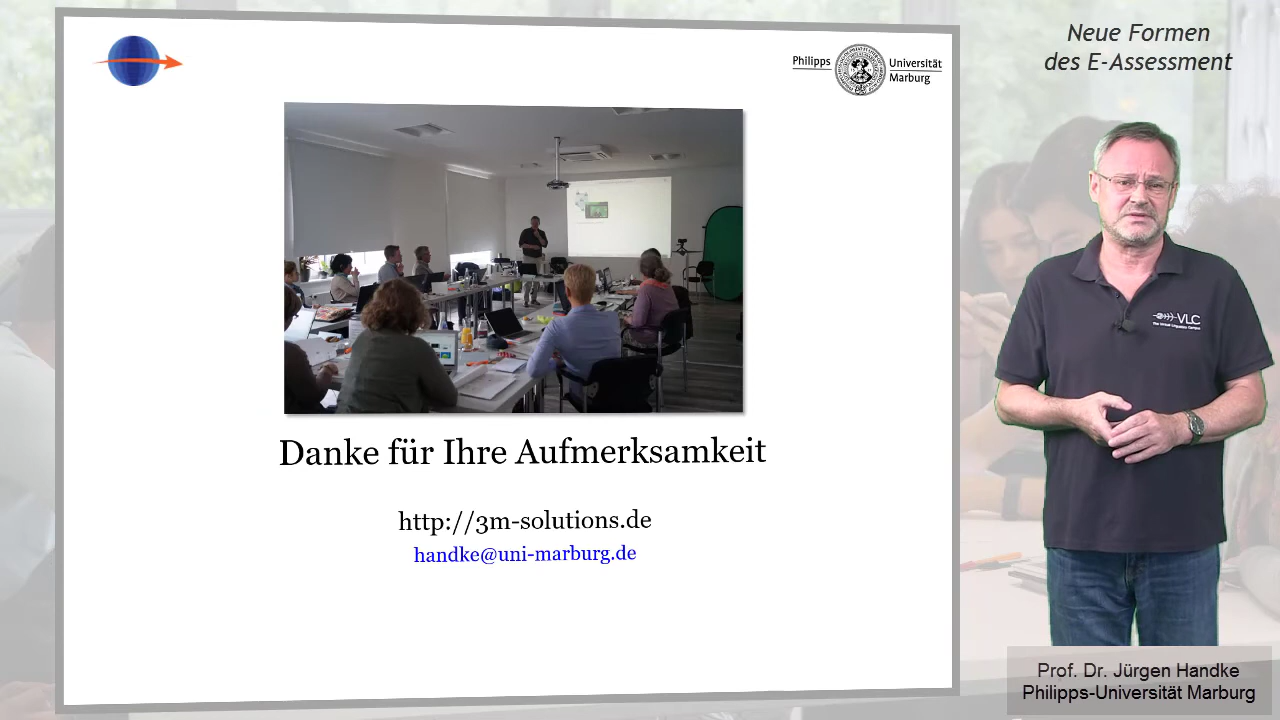 Philipps
Universität
Marburg
Neue Formen
des E-Assessment
VLC
Danke für Ihre Aufmerksamkeit
http://3m-solutions.de
handke@uni-marburg.de
Prof. Dr. Jürgen Handke
Philipps-Universität Marburg